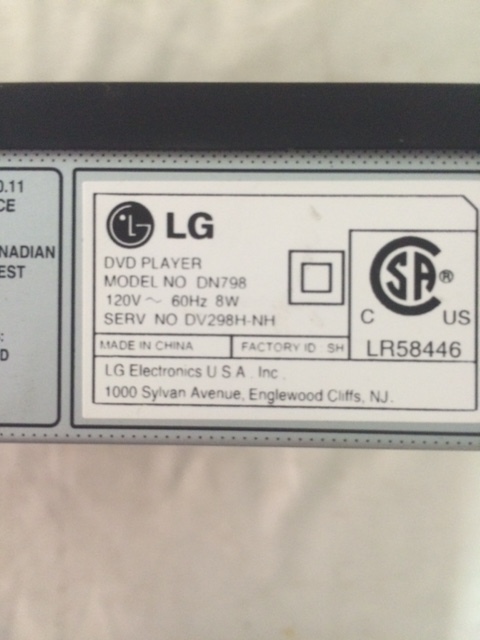 0.11
CE
NADIAN
EST
:
D
LG
DVD PLAYER
MODEL NO DN798
120V ~ 60Hz 8W
SERV NO DV298H-NH
MADE IN CHINA
FACTORY ID SH
SA ®
C US
LR58446
LG Electronics U S A . Inc .
1000 Sylvan Avenue, Englewood Cliffs, NJ.